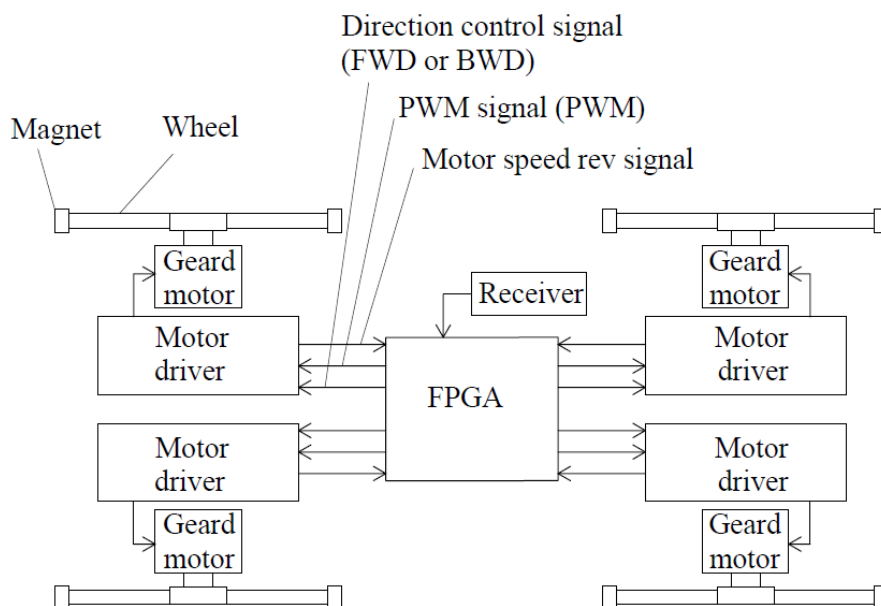 Direction control signal
(FWD or BWD)
PWM signal (PWM)
Magnet
Wheel
Motor speed rev signal
Geard
motor
Geard
motor
Receiver
Motor
driver
FPGA
Motor
driver
Motor
driver
Motor
driver
Geard
motor
Geard
motor